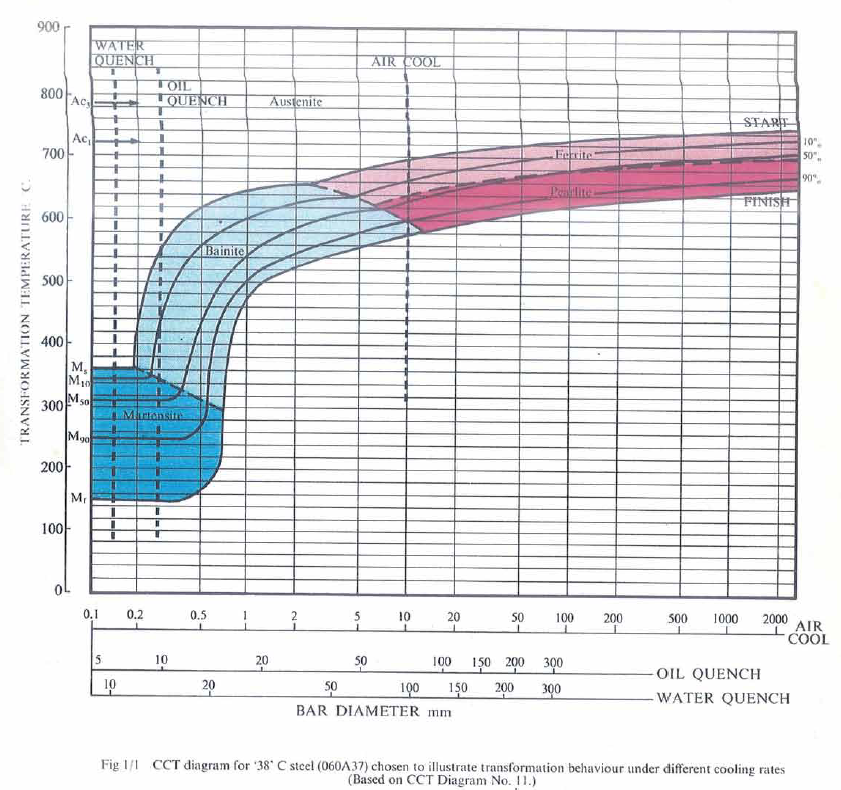 900
WATER
QUENCH
AIR COOL
800
Ac₃
OIL
QUENCH
Austenite
START
Ac₁
10%
700
Ferrite
50%
Pearlite
90%
FINISH
600
Bainite
500
400
Ms
M10
M50
300
Martensite
M90
200
Mf
100
0
TRANSFORMATION TEMPERATURE C.
0.1 0.2 0.5 1 2 5 10 20 50 100 200 500 1000 2000 AIR
COOL
5 10 20 50 100 150 200 300 OIL QUENCH
10 20 50 100 150 200 300 WATER QUENCH
BAR DIAMETER mm
Fig 1/1 CCT diagram for '38' C steel (060A37) chosen to illustrate transformation behaviour under different cooling rates
(Based on CCT Diagram No. 11.)